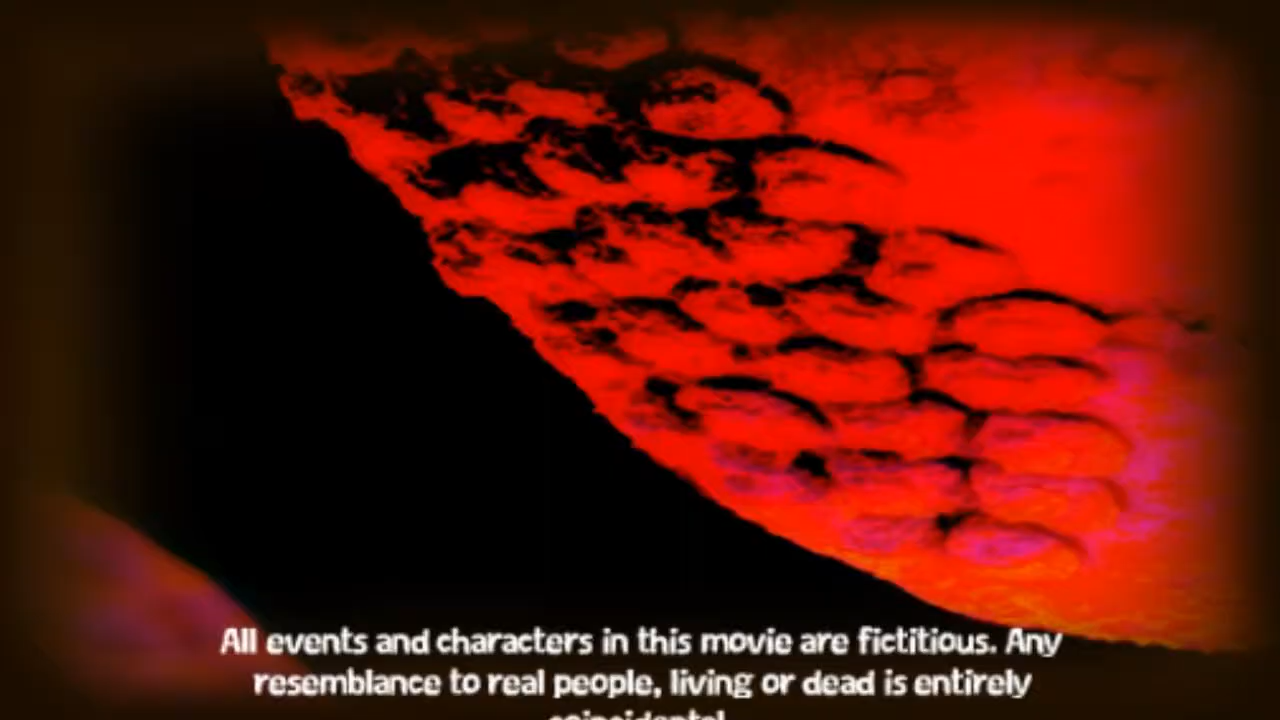 All events and characters in this movie are fictitious. Any
resemblance to real people, living or dead is entirely
coincidental.